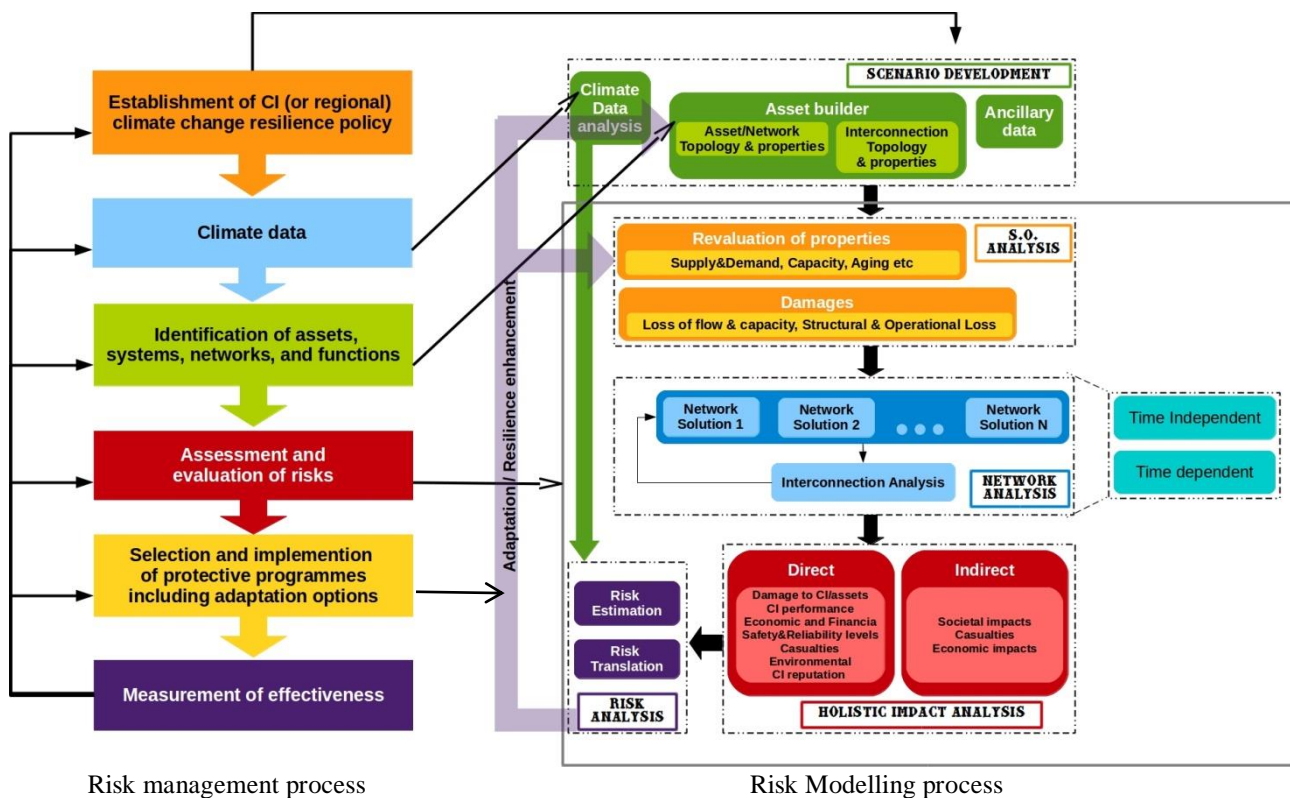 Establishment of CI (or regional)
climate change resilience policy
Climate data
Identification of assets,
systems, networks, and functions
Assessment and
evaluation of risks
Selection and implemention
of protective programmes
including adaptation options
Measurement of effectiveness
Risk management process
Adaptation/ Resilience enhancement
SCENARIO DEVELOPMENT
Climate
Data
analysis
Asset builder
Asset/Network
Topology & properties
Interconnection
Topology
& properties
Ancillary
data
Revaluation of properties
Supply&Demand, Capacity, Aging etc
S.O.
ANALYSIS
Damages
Loss of flow & capacity, Structural & Operational Loss
Network
Solution 1
Network
Solution 2
Network
Solution N
Interconnection Analysis
NETWORK
ANALYSIS
Time Independent
Time dependent
Direct
Damage to CI/assets
CI performance
Economic and Financia
Safety&Reliability levels
Casualties
Environmental
CI reputation
Indirect
Societal impacts
Casualties
Economic impacts
HOLISTIC IMPACT ANALYSIS
Risk
Estimation
Risk
Translation
RISK
ANALYSIS
Risk Modelling process